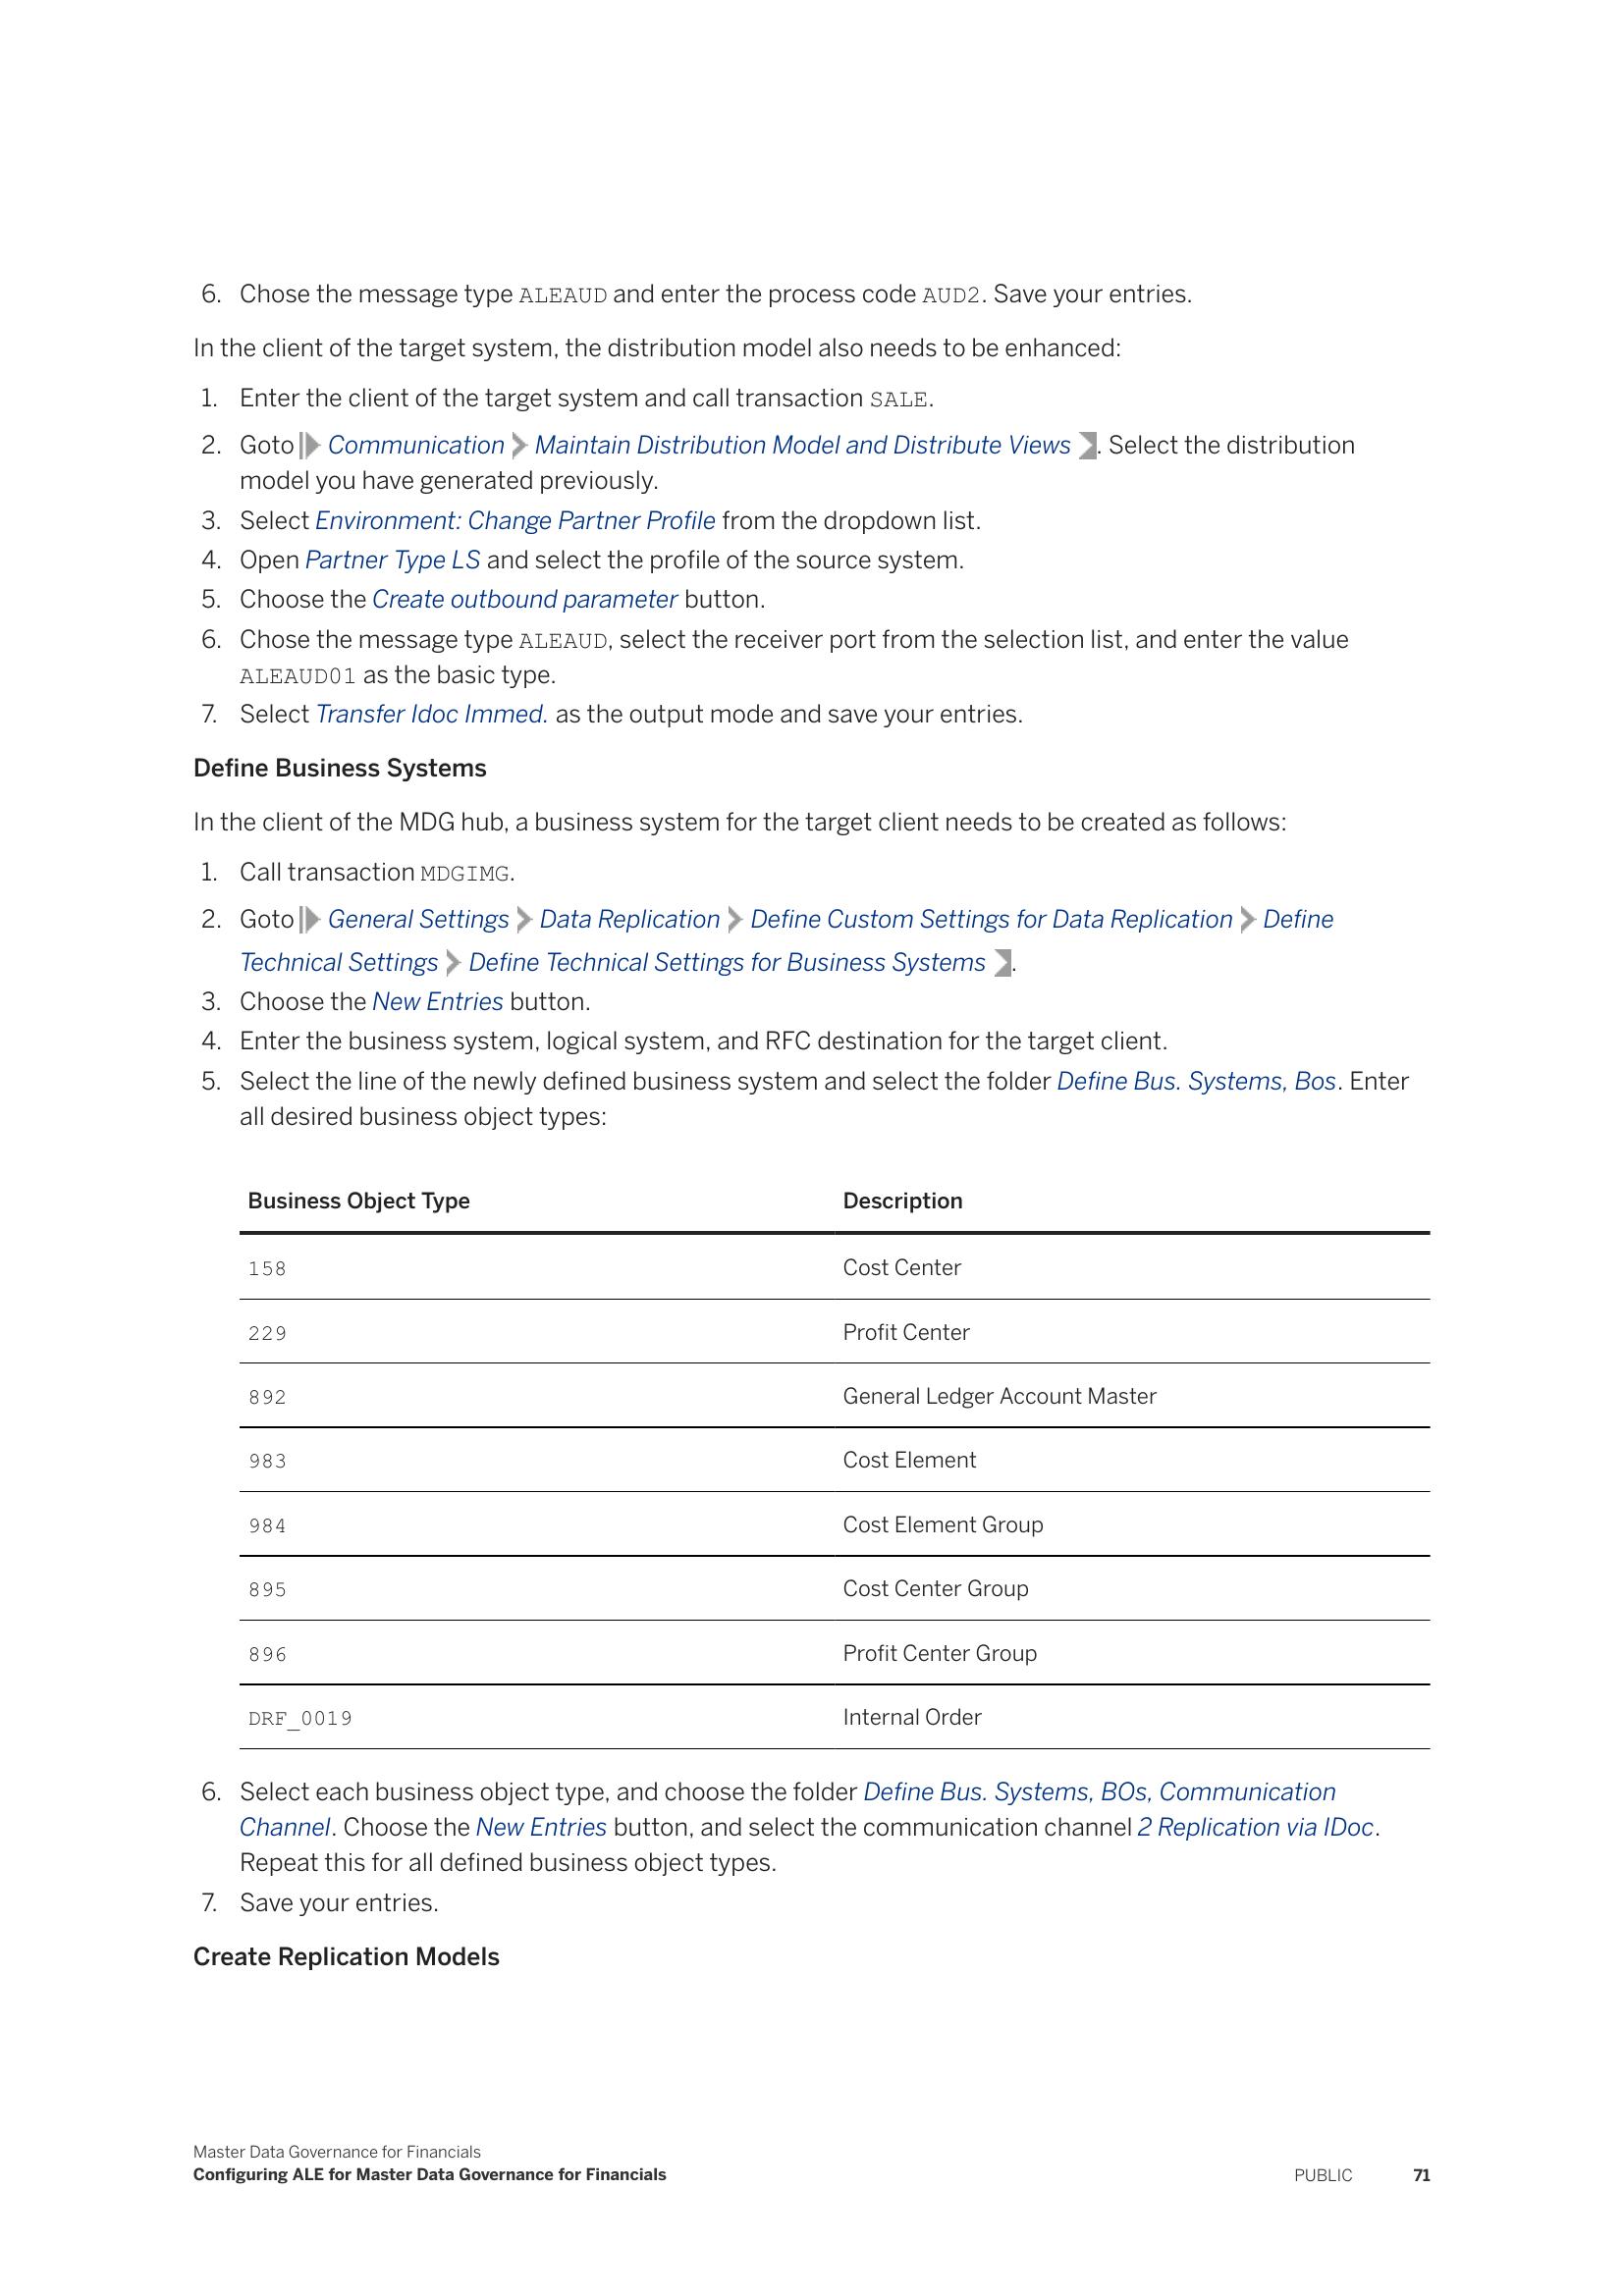 6. Chose the message type ALEAUD and enter the process code AUD2. Save your entries.
In the client of the target system, the distribution model also needs to be enhanced:
1. Enter the client of the target system and call transaction SALE.
2. Goto Communication Maintain Distribution Model and Distribute Views . Select the distribution
model you have generated previously.
3. Select Environment: Change Partner Profile from the dropdown list.
4. Open Partner Type LS and select the profile of the source system.
5. Choose the Create outbound parameter button.
6. Chose the message type ALEAUD, select the receiver port from the selection list, and enter the value
ALEAUD01 as the basic type.
7. Select Transfer Idoc Immed. as the output mode and save your entries.
Define Business Systems
In the client of the MDG hub, a business system for the target client needs to be created as follows:
1. Call transaction MDGIMG.
2. Goto General Settings Data Replication Define Custom Settings for Data Replication Define
Technical Settings Define Technical Settings for Business Systems .
3. Choose the New Entries button.
4. Enter the business system, logical system, and RFC destination for the target client.
5. Select the line of the newly defined business system and select the folder Define Bus. Systems, Bos. Enter
all desired business object types:
Business Object Type Description
158 Cost Center
229 Profit Center
892 General Ledger Account Master
983 Cost Element
984 Cost Element Group
895 Cost Center Group
896 Profit Center Group
DRF_0019 Internal Order
6. Select each business object type, and choose the folder Define Bus. Systems, BOs, Communication
Channel. Choose the New Entries button, and select the communication channel 2 Replication via IDoc.
Repeat this for all defined business object types.
7. Save your entries.
Create Replication Models
Master Data Governance for Financials
Configuring ALE for Master Data Governance for Financials PUBLIC 71